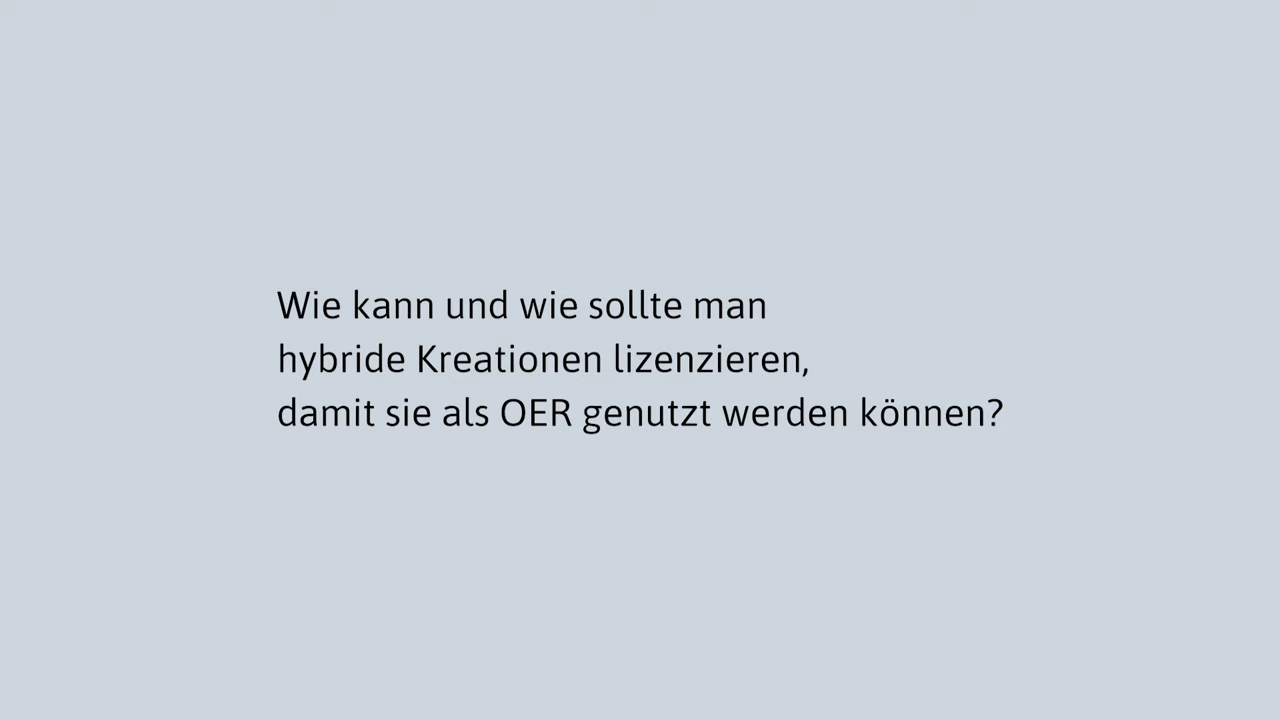 Wie kann und wie sollte man
hybride Kreationen lizenzieren,
damit sie als OER genutzt werden können?